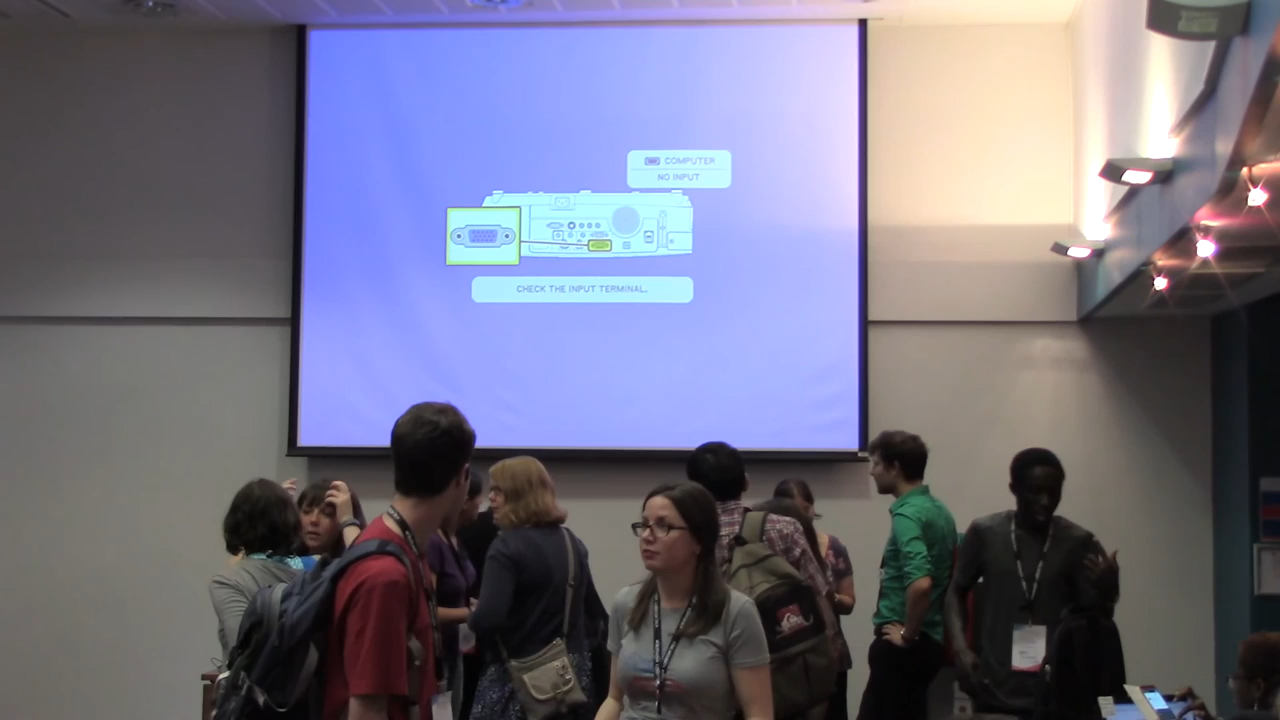 COMPUTER
NO INPUT
CHECK THE INPUT TERMINAL.